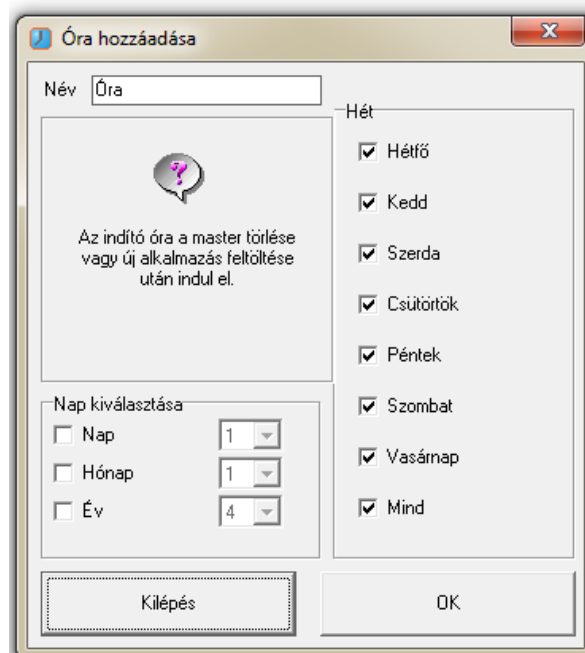 Óra hozzáadása
Név Óra
Az indító óra a master törlése
vagy új alkalmazás feltöltése
után indul el.
Nap kiválasztása
Nap 1
Hónap 1
Év 4
Hét
Hétfő
Kedd
Szerda
Csütörtök
Péntek
Szombat
Vasárnap
Mind
Kilépés
OK